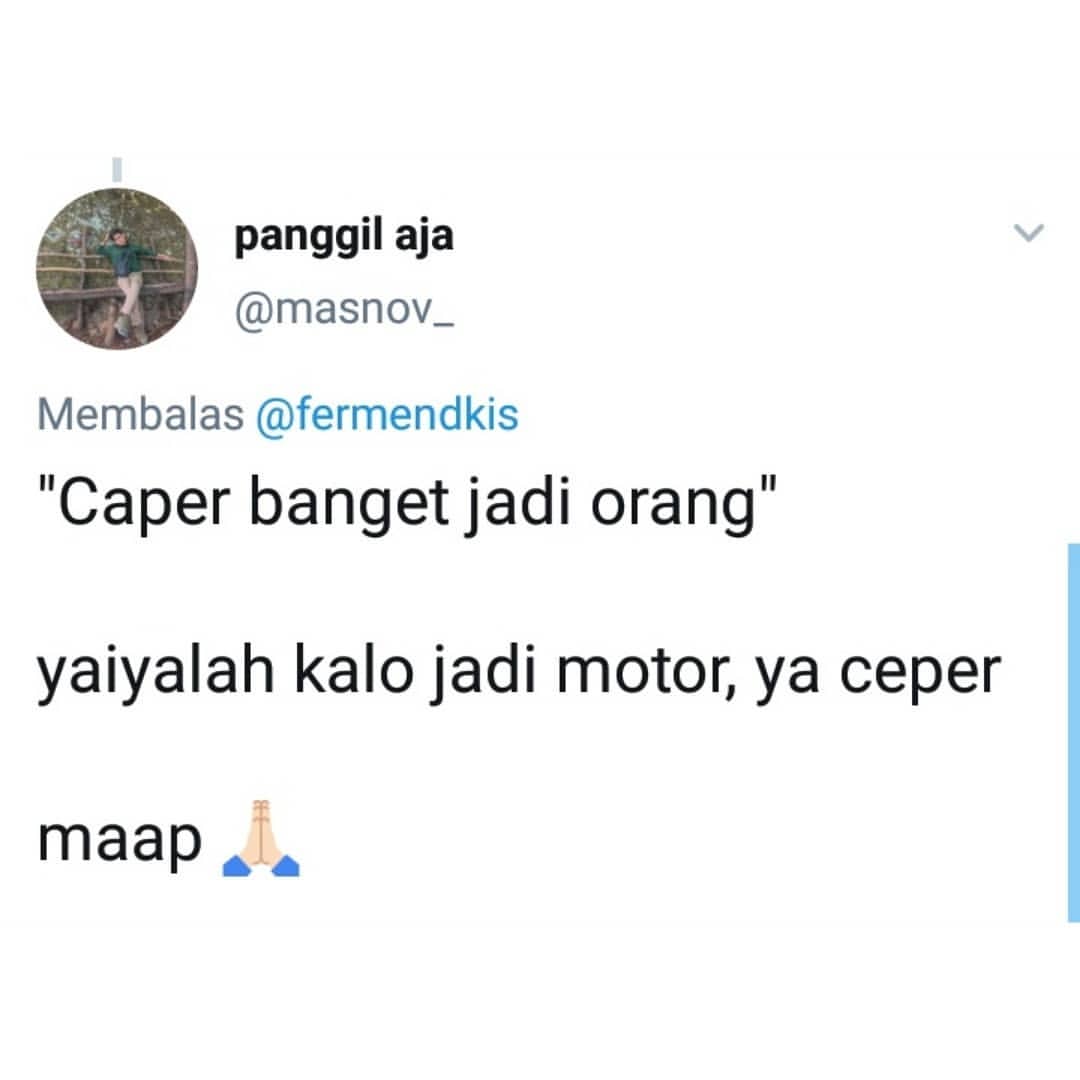 panggil aja
@masnov_
Membalas @fermendkis
"Caper banget jadi orang"
yaiyalah kalo jadi motor, ya ceper
maap 🙏🏻